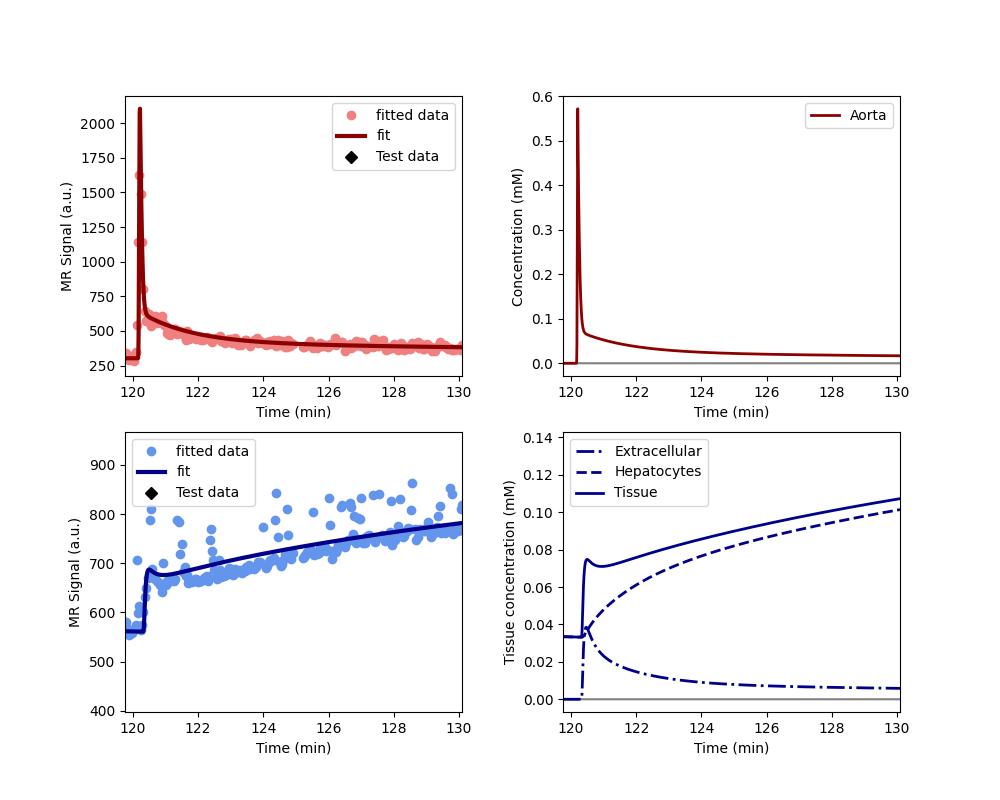 2000
1750
1500
1250
1000
750
500
250
MR Signal (a.u.)
fitted data
fit
Test data
120 122 124 126 128 130
Time (min)
0.6
0.5
0.4
0.3
0.2
0.1
0.0
Concentration (mM)
Aorta
120 122 124 126 128 130
Time (min)
900
800
700
600
500
400
MR Signal (a.u.)
fitted data
fit
Test data
120 122 124 126 128 130
Time (min)
0.14
0.12
0.10
0.08
0.06
0.04
0.02
0.00
Tissue concentration (mM)
Extracellular
Hepatocytes
Tissue
120 122 124 126 128 130
Time (min)